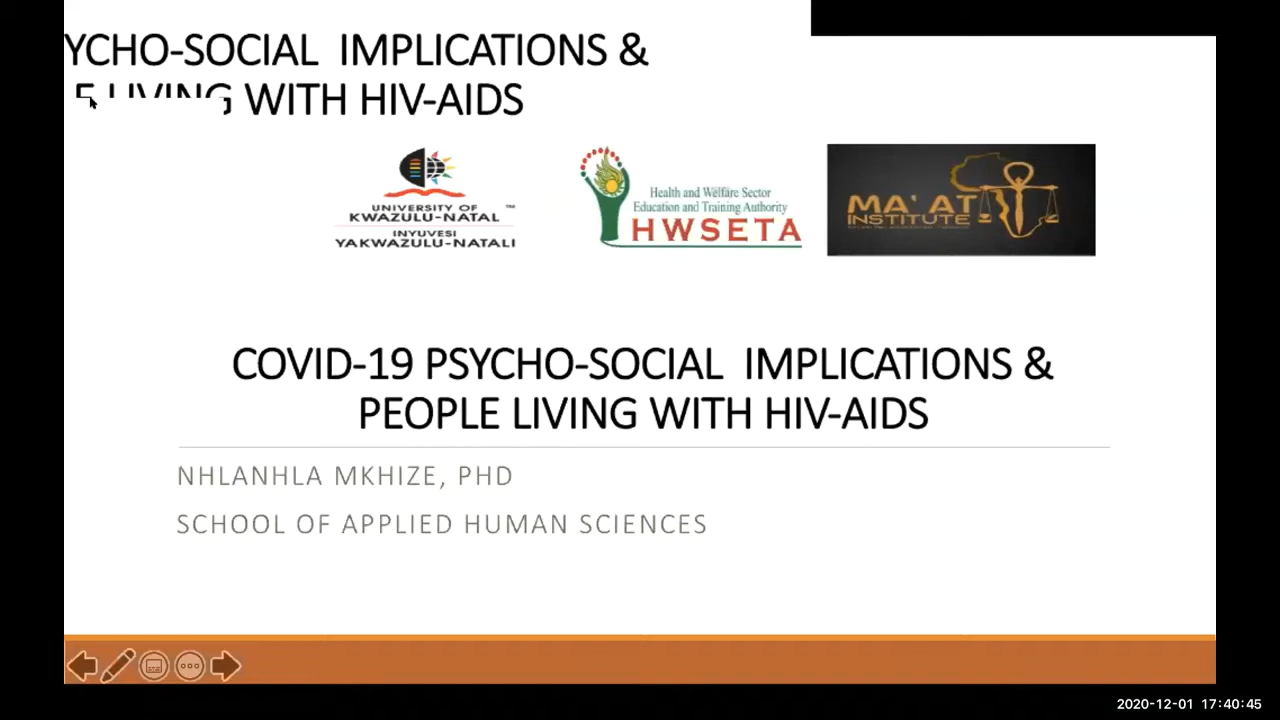 YCHO-SOCIAL IMPLICATIONS &
LIVING WITH HIV-AIDS
UNIVERSITY OF
KWAZULU-NATAL ™
INYUVESI
YAKWAZULU-NATALI
Health and Welfare Sector
Education and Training Authority
HWSETA
MA'AT
INSTITUTE
COVID-19 PSYCHO-SOCIAL IMPLICATIONS &
PEOPLE LIVING WITH HIV-AIDS
NHLANHLA MKHIZE, PHD
SCHOOL OF APPLIED HUMAN SCIENCES
2020-12-01 17:40:45